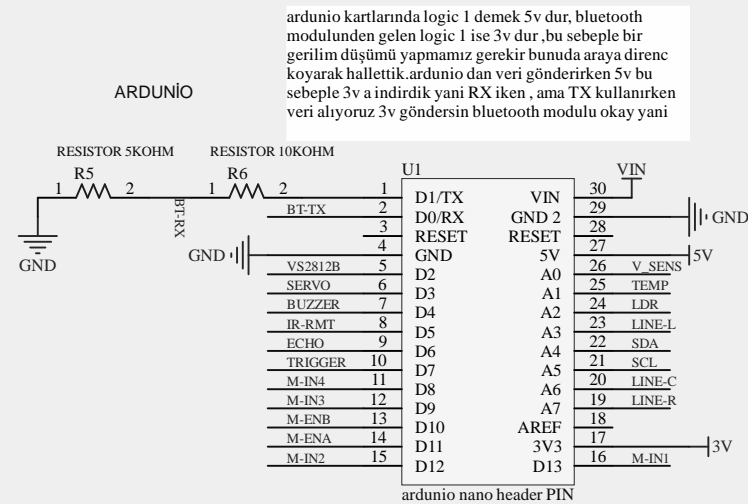 ardunio kartlarında logic 1 demek 5v dur, bluetooth
modulunden gelen logic 1 ise 3v dur ,bu sebeple bir
gerilim düşümü yapmamız gerekir bunuda araya direnc
koyarak hallettik.ardunio dan veri gönderirken 5v bu
sebeple 3v a indirdik yani RX iken , ama TX kullanırken
veri alıyoruz 3v göndersin bluetooth modulu okay yani
ARDUNİO
RESISTOR 5KOHM RESISTOR 10KOHM
R5 R6
1 2 1 2
GND
BT-RX
U1
1 D1/TX VIN 30 VIN
BT-TX 2 D0/RX GND 2 29 GND
3 RESET RESET 28
GND 4 GND 5V 27 5V
VS2812B 5 D2 A0 26 V_SENS
SERVO 6 D3 A1 25 TEMP
BUZZER 7 D4 A2 24 LDR
IR-RMT 8 D5 A3 23 LINE-L
ECHO 9 D6 A4 22 SDA
TRIGGER 10 D7 A5 21 SCL
M-IN4 11 D8 A6 20 LINE-C
M-IN3 12 D9 A7 19 LINE-R
M-ENB 13 D10 AREF 18
M-ENA 14 D11 3V3 17 3V
M-IN2 15 D12 D13 16 M-IN1
ardunio nano header PIN